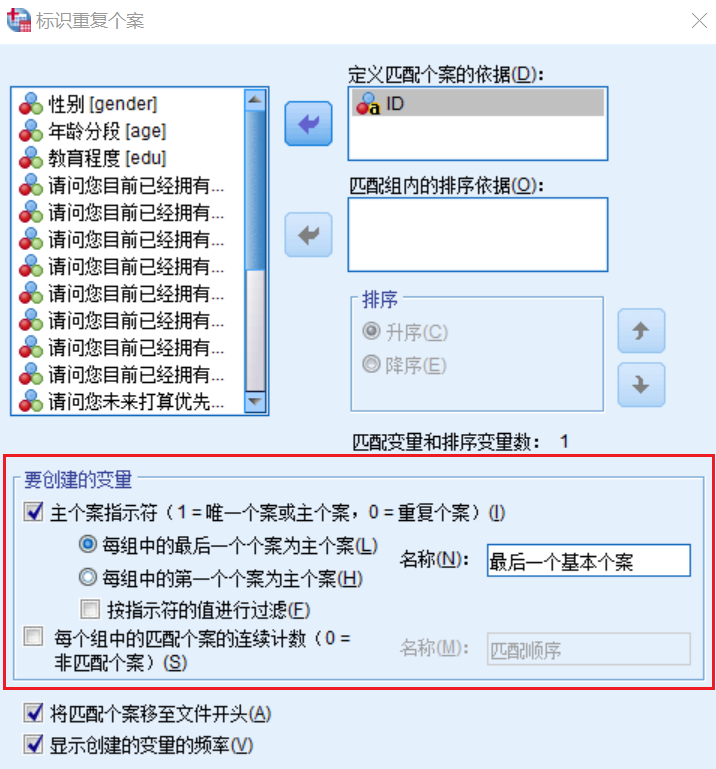 标识重复个案
定义匹配个案的依据(D)：
性别 [gender]
年龄分段 [age]
教育程度 [edu]
请问您目前已经拥有...
请问您目前已经拥有...
请问您目前已经拥有...
请问您目前已经拥有...
请问您目前已经拥有...
请问您目前已经拥有...
请问您目前已经拥有...
请问您目前已经拥有...
请问您未来打算优先...
a ID
匹配组内的排序依据(O)：
排序
升序(C)
降序(E)
匹配变量和排序变量数： 1
要创建的变量
主个案指示符（1 = 唯一个案或主个案，0 = 重复个案）(I)
每组中的最后一个个案为主个案(L)
名称(N)： 最后一个基本个案
每组中的第一个个案为主个案(H)
按指示符的值进行过滤(F)
每个组中的匹配个案的连续计数（0 =
非匹配个案）(S)
名称(M)： 匹配顺序
将匹配个案移至文件开头(A)
显示创建的变量的频率(V)